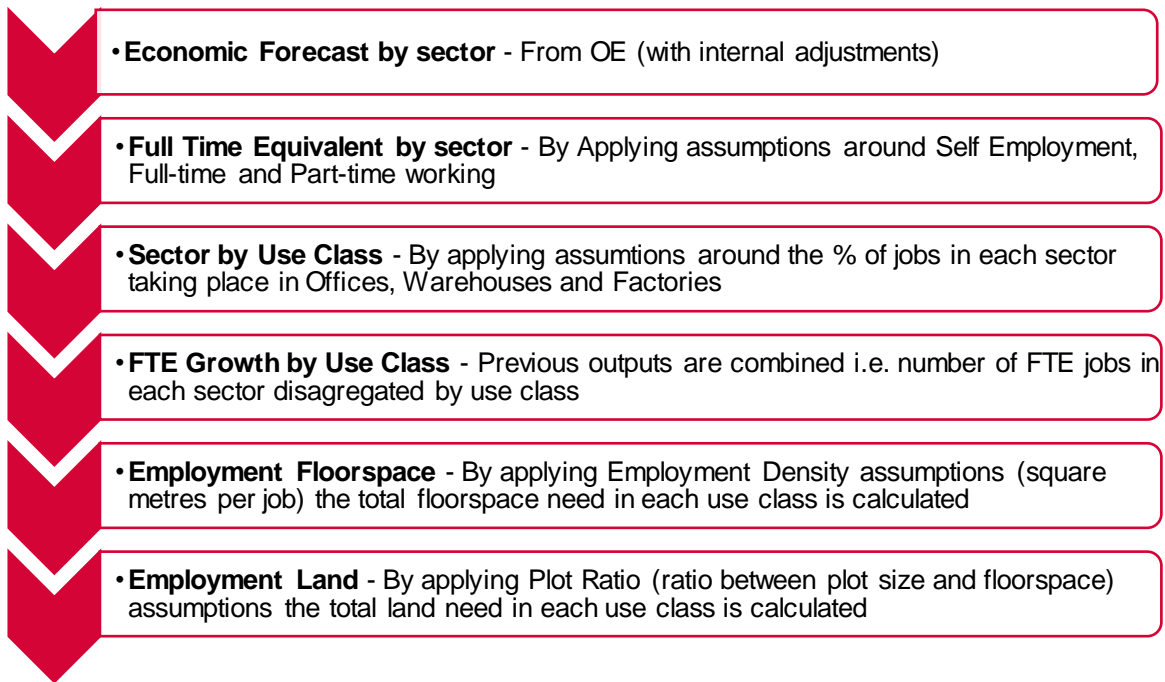 •Economic Forecast by sector - From OE (with internal adjustments)
•Full Time Equivalent by sector - By Applying assumptions around Self Employment,
Full-time and Part-time working
•Sector by Use Class - By applying assumtions around the % of jobs in each sector
taking place in Offices, Warehouses and Factories
•FTE Growth by Use Class - Previous outputs are combined i.e. number of FTE jobs in
each sector disagregated by use class
•Employment Floorspace - By applying Employment Density assumptions (square
metres per job) the total floorspace need in each use class is calculated
•Employment Land - By applying Plot Ratio (ratio between plot size and floorspace)
assumptions the total land need in each use class is calculated